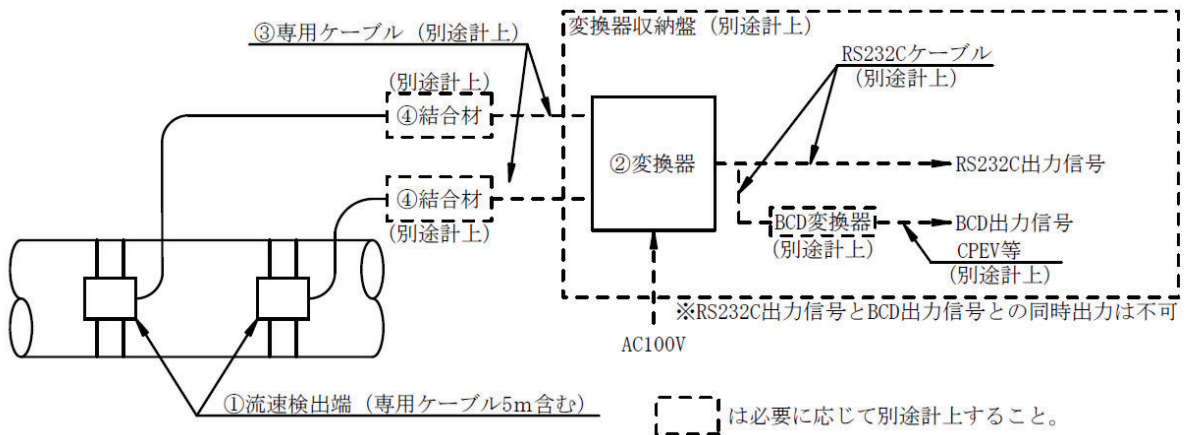 ③専用ケーブル (別途計上)
変換器収納盤 (別途計上)
RS232Cケーブル
(別途計上)
(別途計上)
④結合材
②変換器
RS232C出力信号
④結合材
(別途計上)
BCD変換器
(別途計上)
BCD出力信号
CPEV等
(別途計上)
※RS232C出力信号とBCD出力信号との同時出力は不可
AC100V
①流速検出端 (専用ケーブル5m含む)
は必要に応じて別途計上すること。